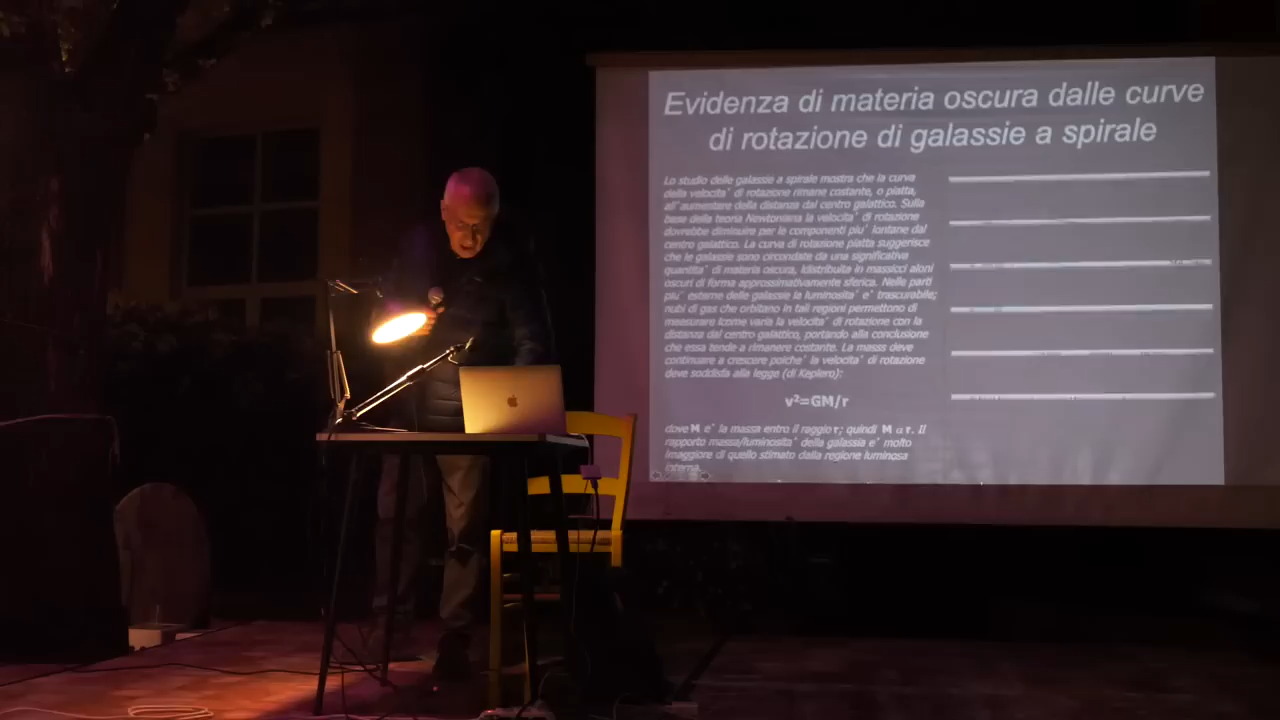 Evidenza di materia oscura dalle curve
di rotazione di galassie a spirale
Lo studio delle galassie a spirale mostra che la curva
della velocita' di rotazione rimane costante, o piatta,
all'aumentare della distanza dal centro galattico. Sulla
base della teoria Newtoniana la velocita' di rotazione
dovrebbe diminuire per le componenti piu' lontane dal
centro galattico. La curva di rotazione piatta suggerisce
che le galassie sono circondate da una significativa
quantita' di materia oscura, ldistribuita in massicci aloni
oscuri di forma approssimativamente sferica. Nelle parti
piu' esterne delle galassie la luminosita' e' trascurabile;
nubi di gas che orbitano in tali regioni permettono di
measurare lcome varia la velocita' di rotazione con la
distanza dal centro galattico, portando alla conclusione
che essa tende a rimanere costante. La masss deve
continuare a crescere poiche' la velocita' di rotazione
deve soddisfa alla legge (di Keplero):
v²=GM/r
dove M e' la massa entro il raggio r; quindi M α r. Il
rapporto massa/luminosita' della galassia e' molto
lmaggiore di quello stimato dalla regione luminosa
interna.